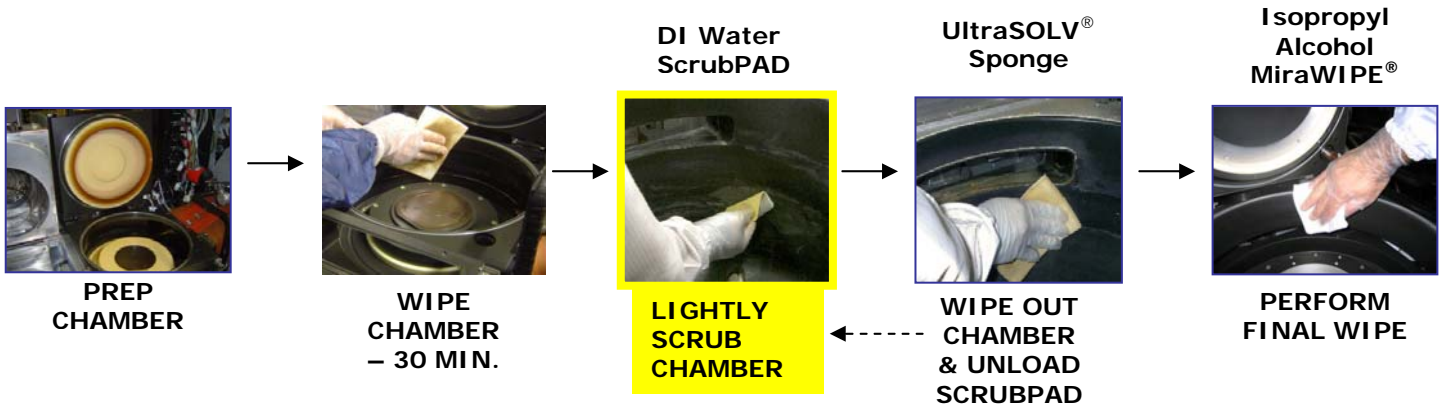 DI Water
ScrubPAD
UltraSOLV®
Sponge
Isopropyl
Alcohol
MiraWIPE®
PREP
CHAMBER
WIPE
CHAMBER
– 30 MIN.
LIGHTLY
SCRUB
CHAMBER
WIPE OUT
CHAMBER
& UNLOAD
SCRUBPAD
PERFORM
FINAL WIPE